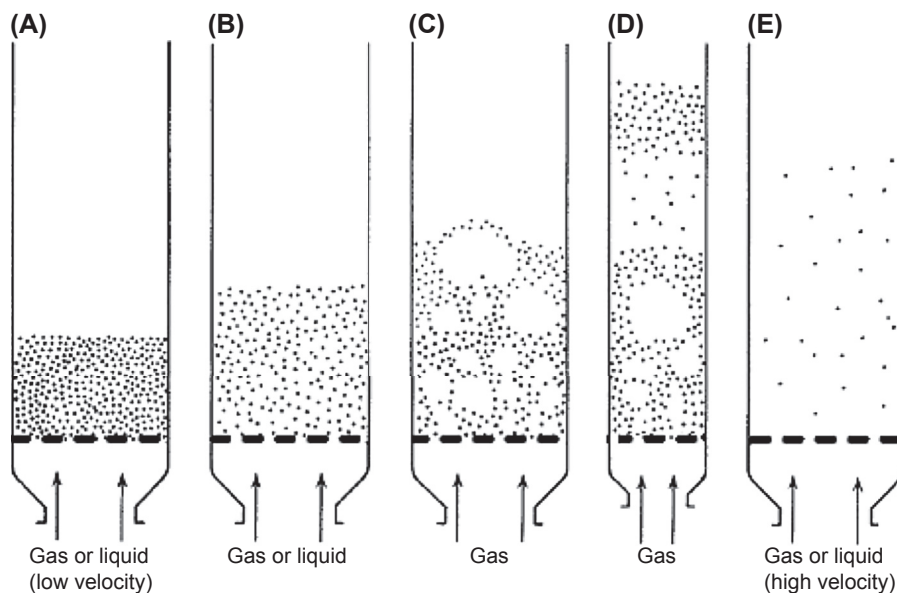 (A) (B) (C) (D) (E)
Gas or liquid
(low velocity)
Gas or liquid
Gas
Gas
Gas or liquid
(high velocity)